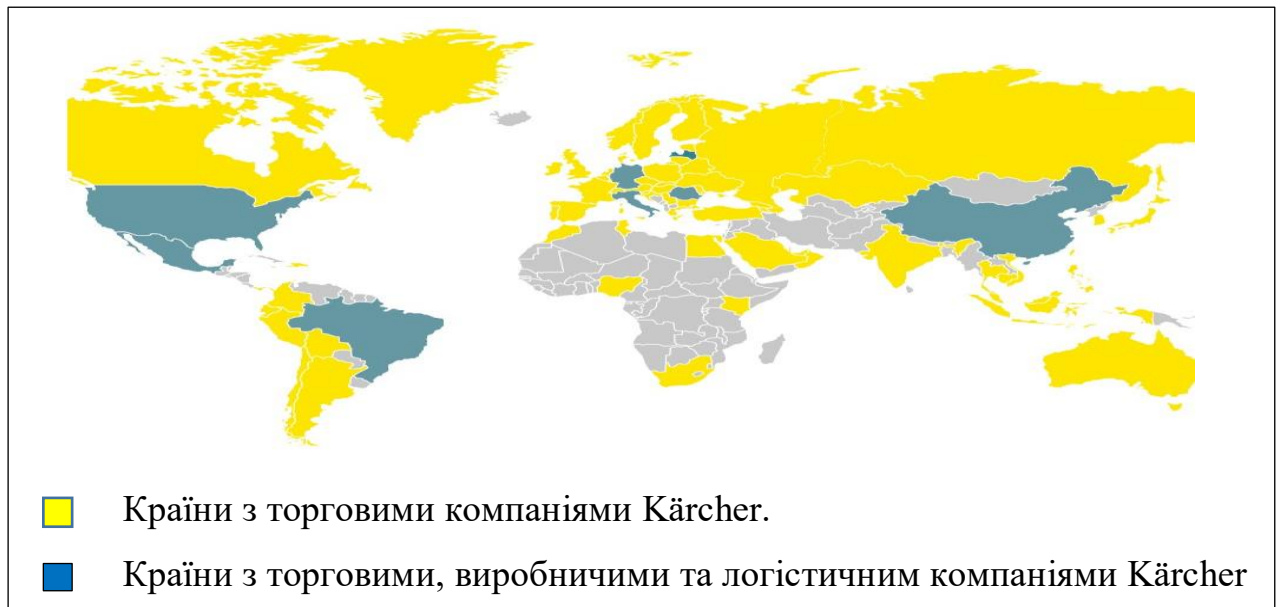 Країни з торговими компаніями Kärcher.
Країни з торговими, виробничими та логістичним компаніями Kärcher